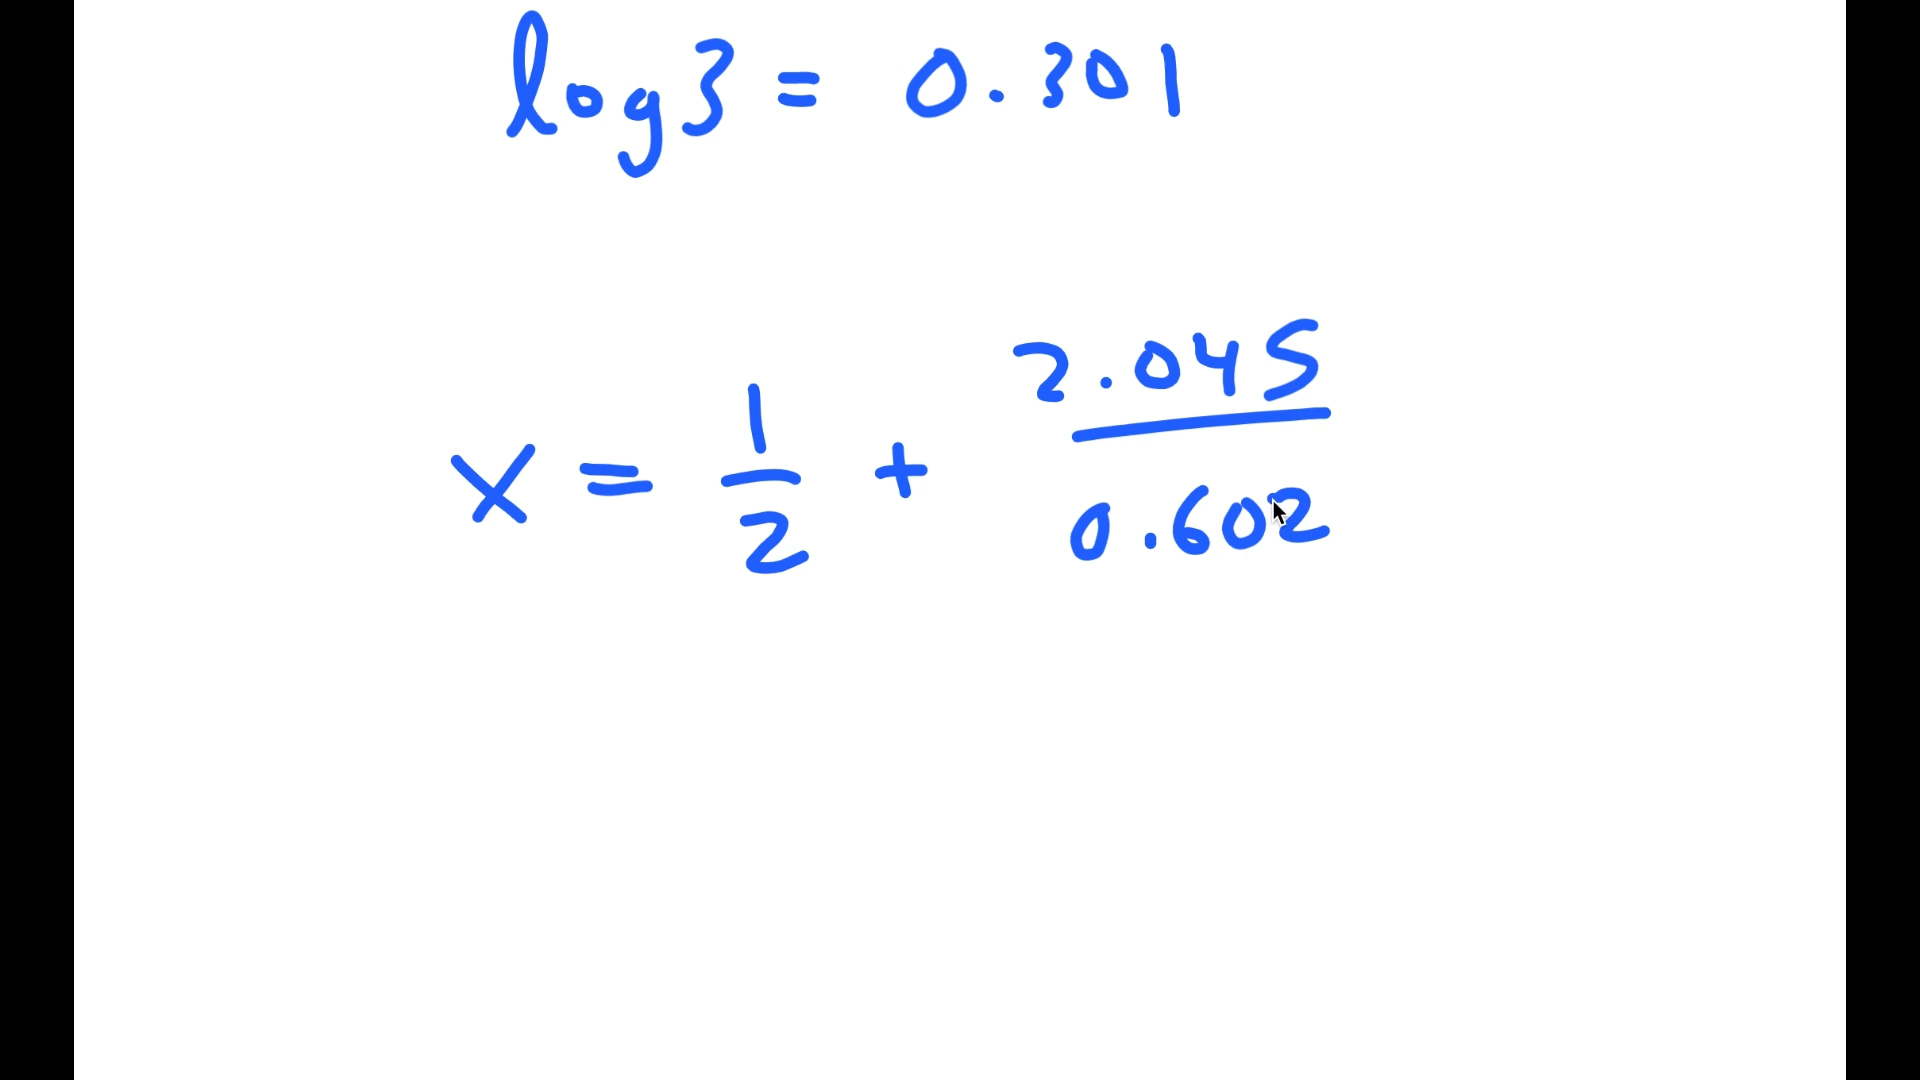 log3 = 0.301
x = 1/2 + 2.045/0.602